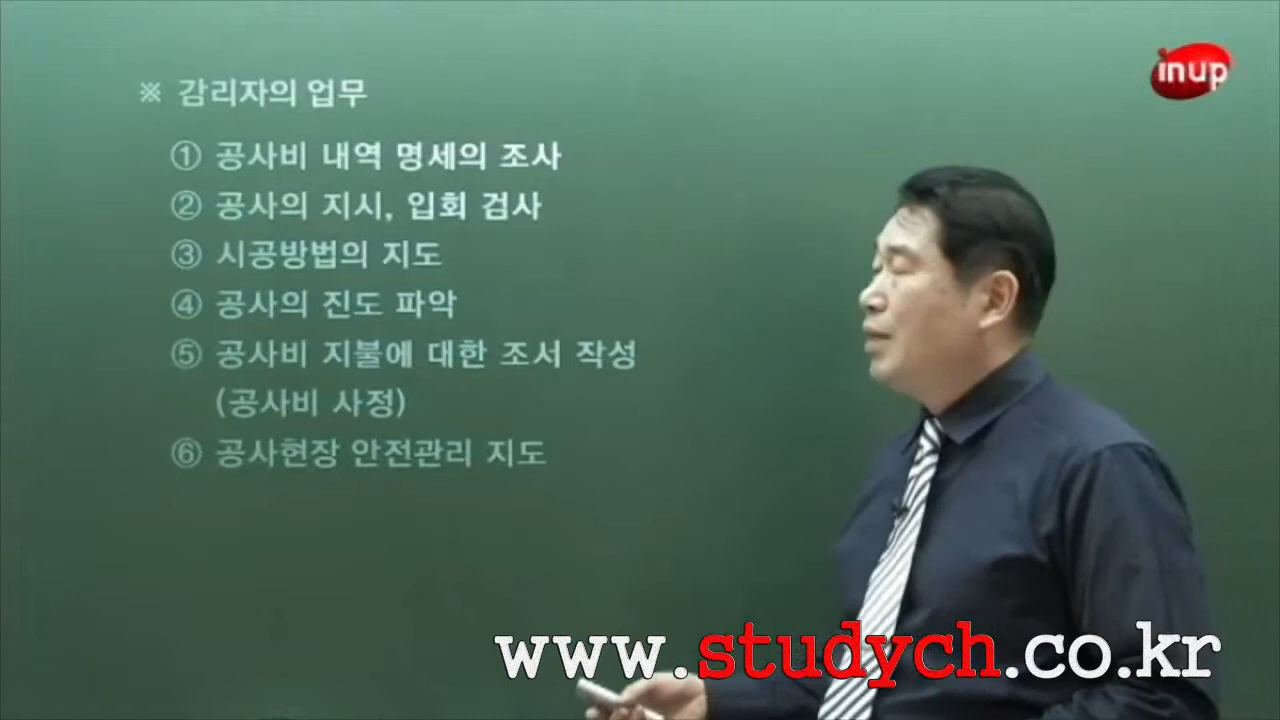 ※ 감리자의 업무
① 공사비 내역 명세의 조사
② 공사의 지시, 입회 검사
③ 시공방법의 지도
④ 공사의 진도 파악
⑤ 공사비 지불에 대한 조서 작성
(공사비 사정)
⑥ 공사현장 안전관리 지도
inup
www.studych.co.kr